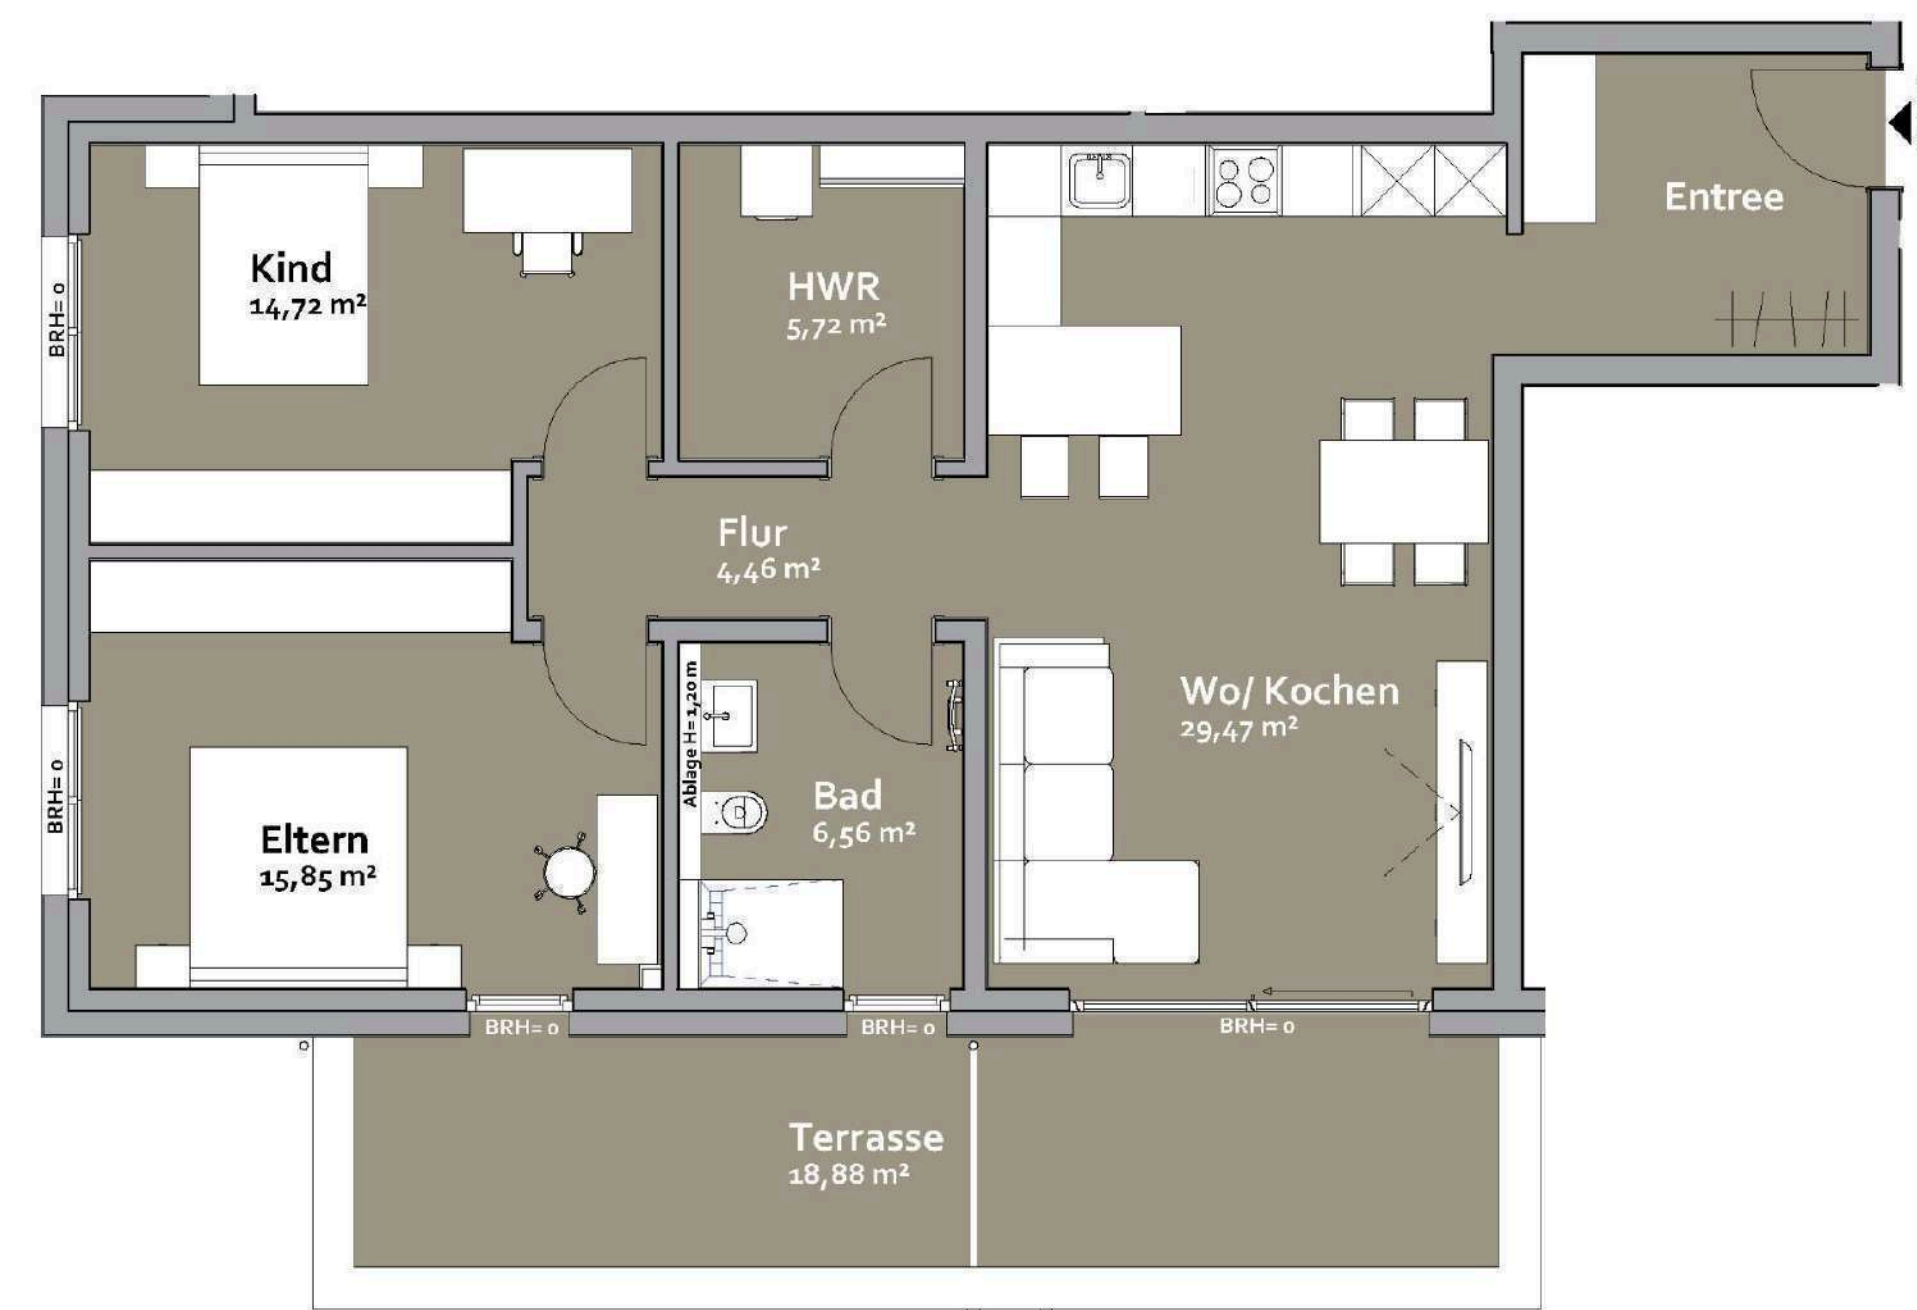 Entree
Kind
14,72 m²
BRH= 0
HWR
5,72 m²
Flur
4,46 m²
Wo/ Kochen
29,47 m²
Ablage H= 1,20 m
Bad
6,56 m²
BRH= 0
Eltern
15,85 m²
BRH= 0
BRH= 0
BRH= 0
Terrasse
18,88 m²